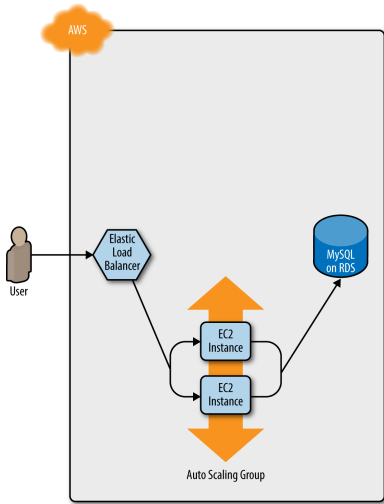 AWS
User
Elastic
Load
Balancer
MySQL
on RDS
EC2
Instance
EC2
Instance
Auto Scaling Group